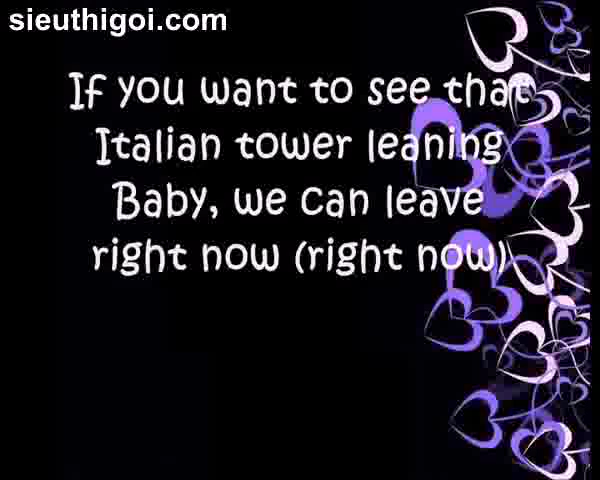 sieuthigoi.com
If you want to see that
Italian tower leaning
Baby, we can leave
right now (right now)